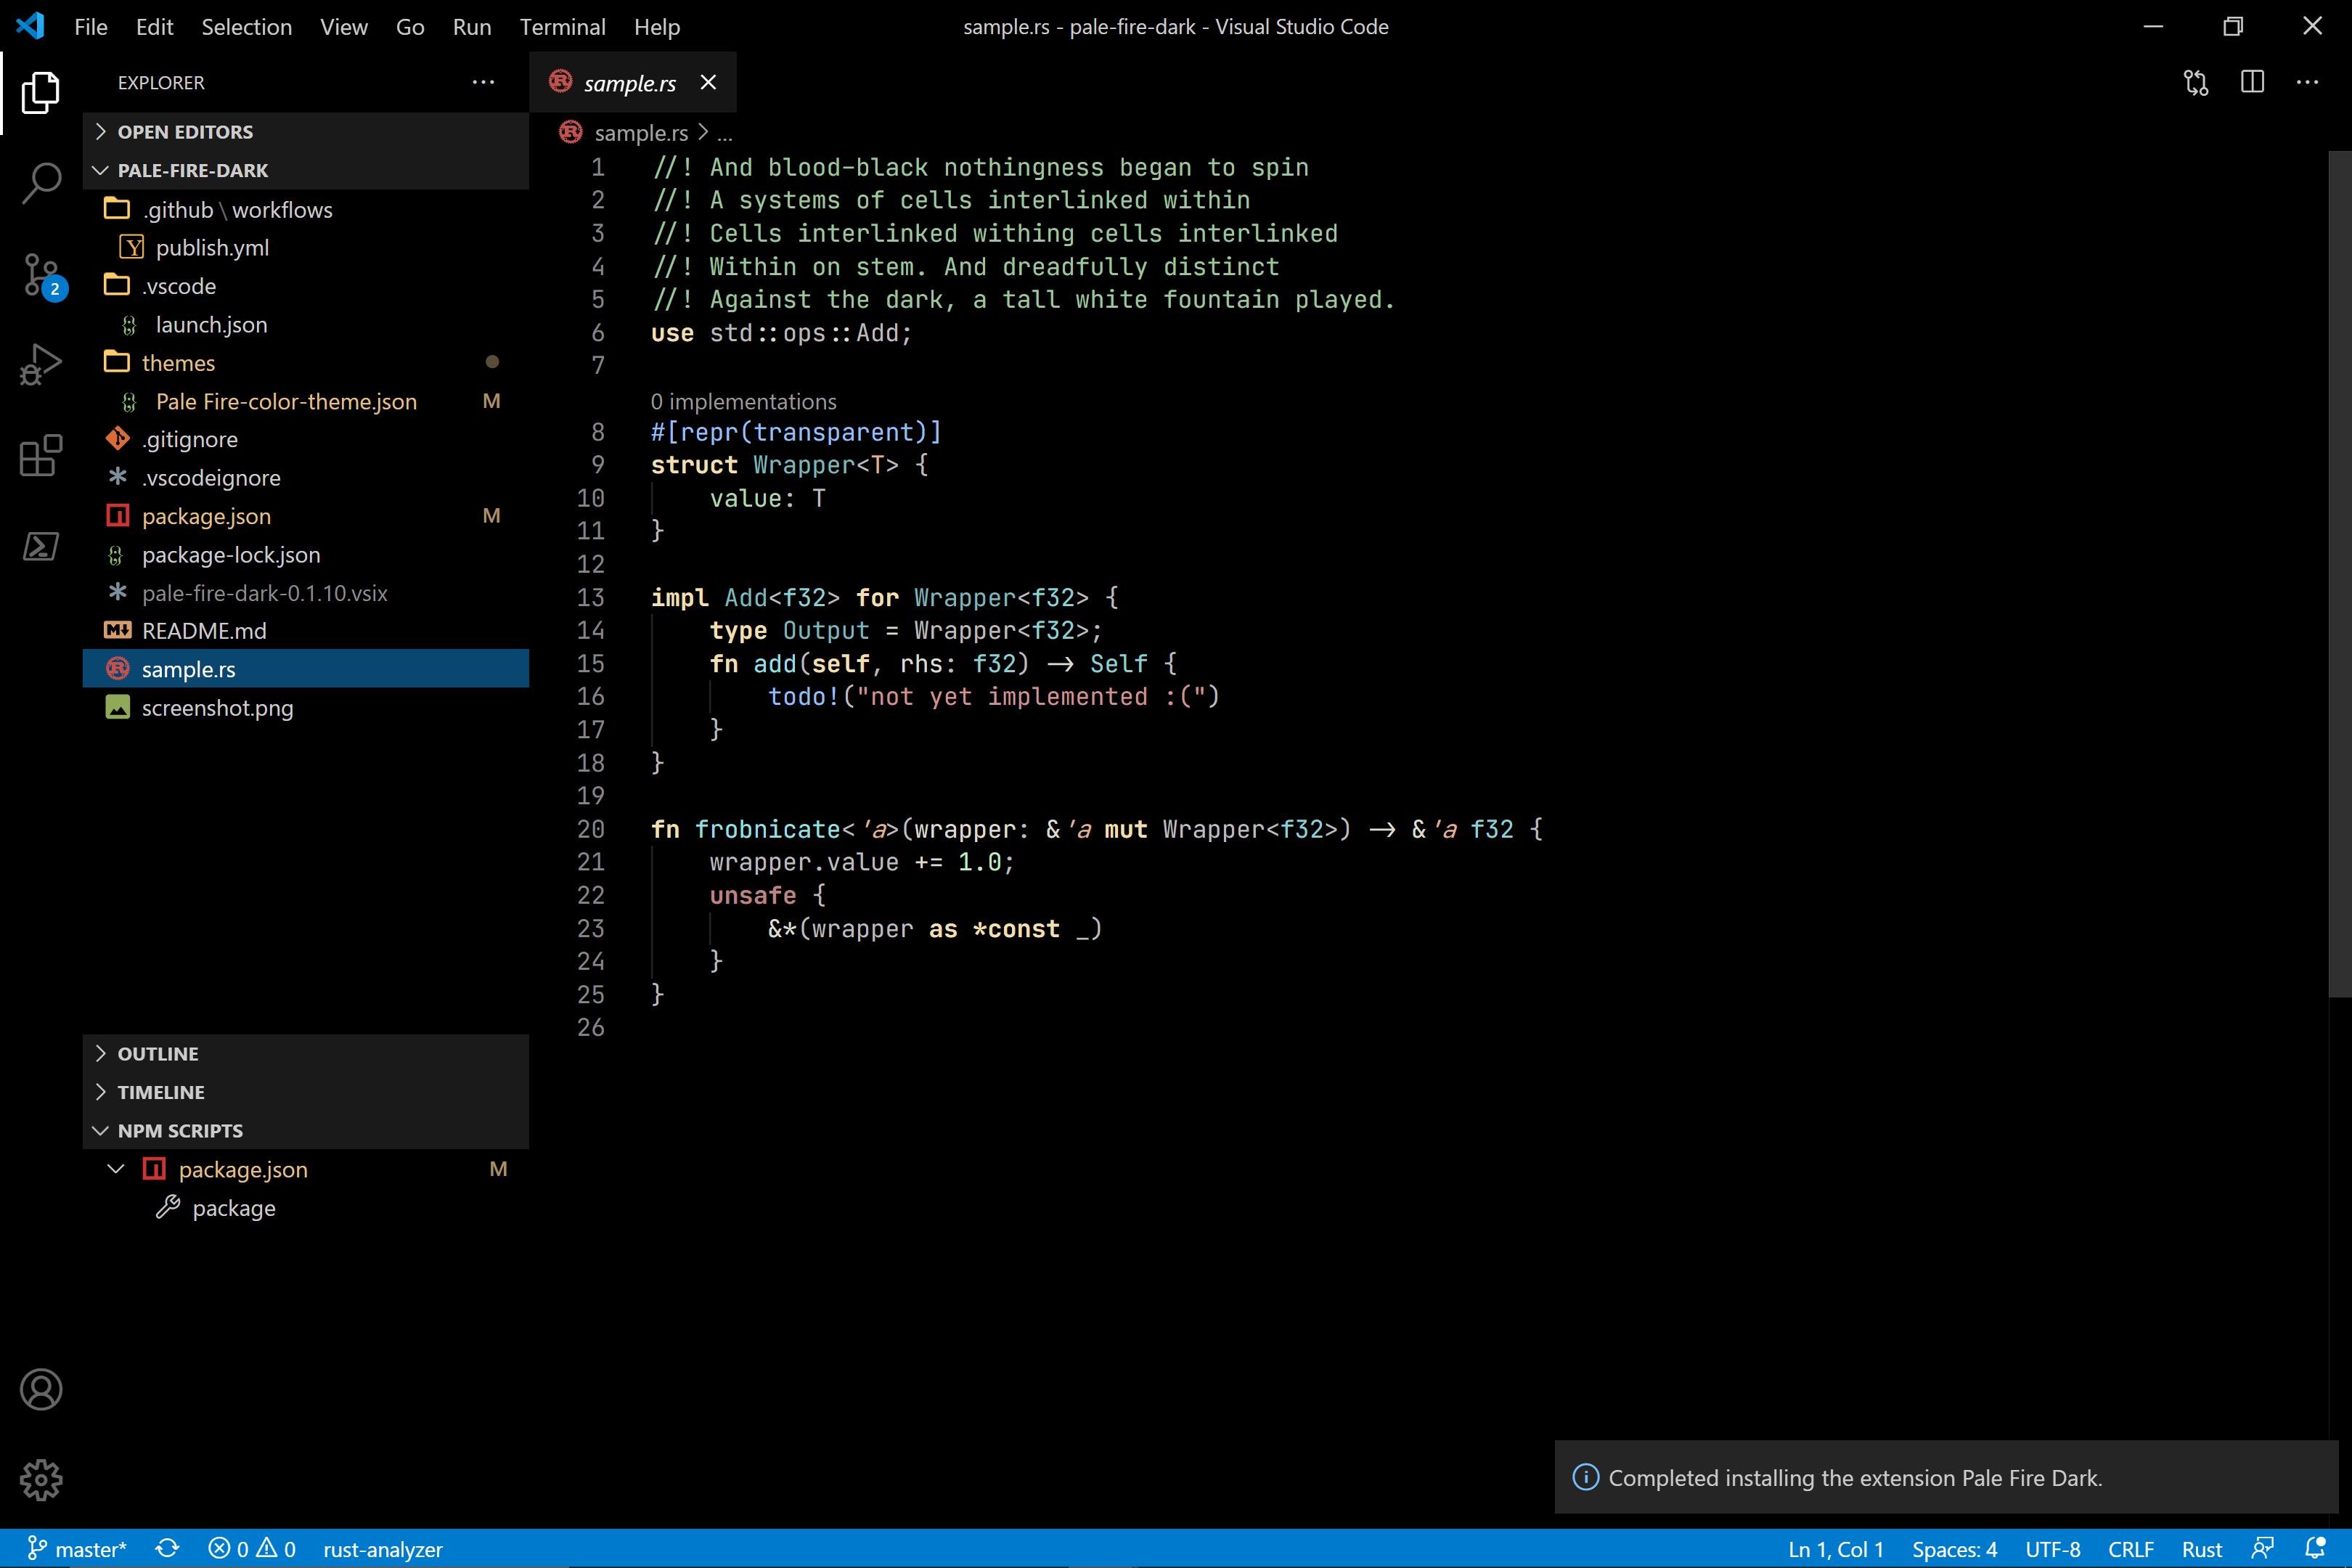 File Edit Selection View Go Run Terminal Help
sample.rs - pale-fire-dark - Visual Studio Code
EXPLORER
OPEN EDITORS
PALE-FIRE-DARK
.github\workflows
publish.yml
.vscode
launch.json
themes
Pale Fire-color-theme.json M
.gitignore
.vscodeignore
package.json M
package-lock.json
pale-fire-dark-0.1.10.vsix
README.md
sample.rs
screenshot.png
OUTLINE
TIMELINE
NPM SCRIPTS
package.json M
package
2
sample.rs
sample.rs > ...
1 //! And blood-black nothingness began to spin
2 //! A systems of cells interlinked within
3 //! Cells interlinked withing cells interlinked
4 //! Within on stem. And dreadfully distinct
5 //! Against the dark, a tall white fountain played.
6 use std::ops::Add;
7
0 implementations
8 #[repr(transparent)]
9 struct Wrapper<T> {
10     value: T
11 }
12
13 impl Add<f32> for Wrapper<f32> {
14     type Output = Wrapper<f32>;
15     fn add(self, rhs: f32) -> Self {
16         todo!("not yet implemented :(")
17     }
18 }
19
20 fn frobnicate<'a>(wrapper: &'a mut Wrapper<f32>) -> &'a f32 {
21     wrapper.value += 1.0;
22     unsafe {
23         &*(wrapper as *const _)
24     }
25 }
26
Completed installing the extension Pale Fire Dark.
master* 0 0 rust-analyzer
Ln 1, Col 1 Spaces: 4 UTF-8 CRLF Rust